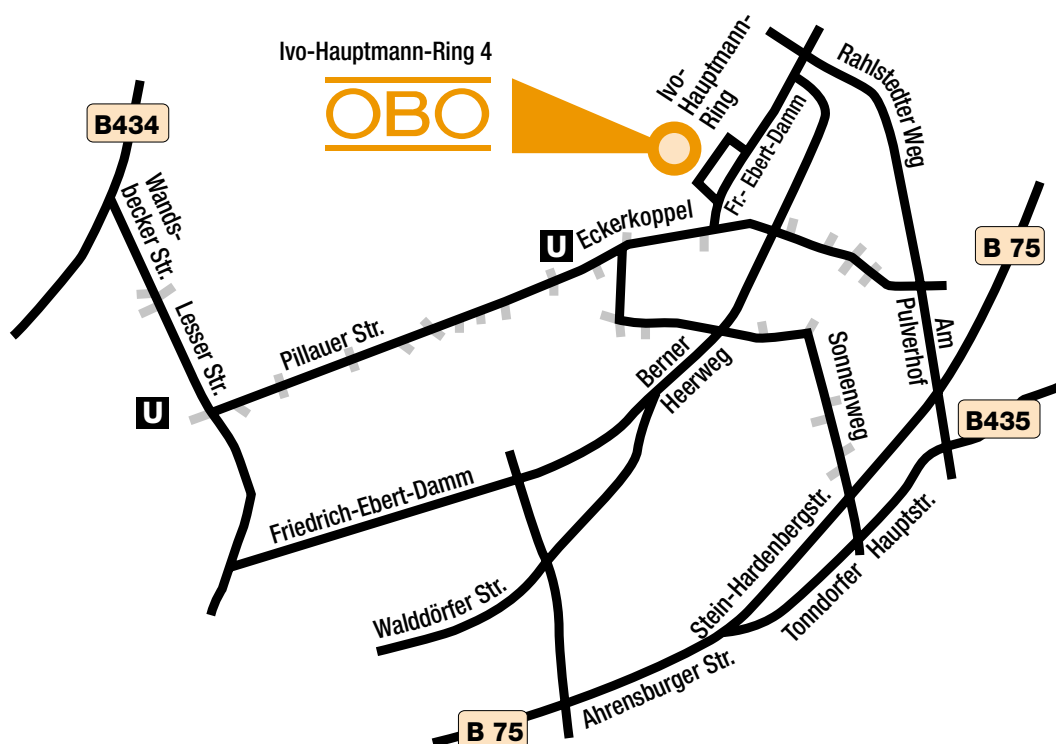 Ivo-Hauptmann-Ring 4
OBO
Ivo-
Hauptmann-
Ring
Rahlstedter Weg
B434
Fr.- Ebert-Damm
Wands-
becker Str.
Eckerkoppel
U
B 75
Lesser Str.
Pillauer Str.
Am
Pulverhof
Berner
Heerweg
Sonnenweg
U
B435
Friedrich-Ebert-Damm
Stein-Hardenbergstr.
Tonndorfer Hauptstr.
Walddörfer Str.
Ahrensburger Str.
B 75